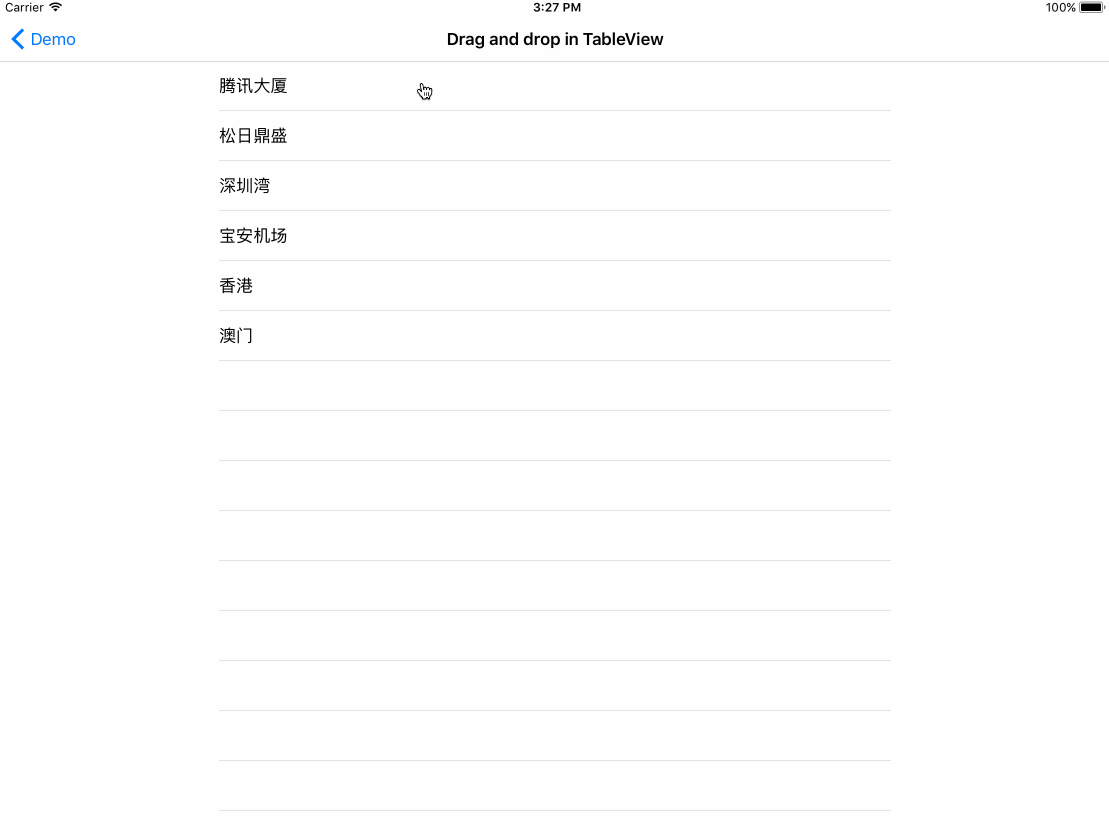 Carrier 3:27 PM 100%
Demo Drag and drop in TableView
腾讯大厦
松日鼎盛
深圳湾
宝安机场
香港
澳门